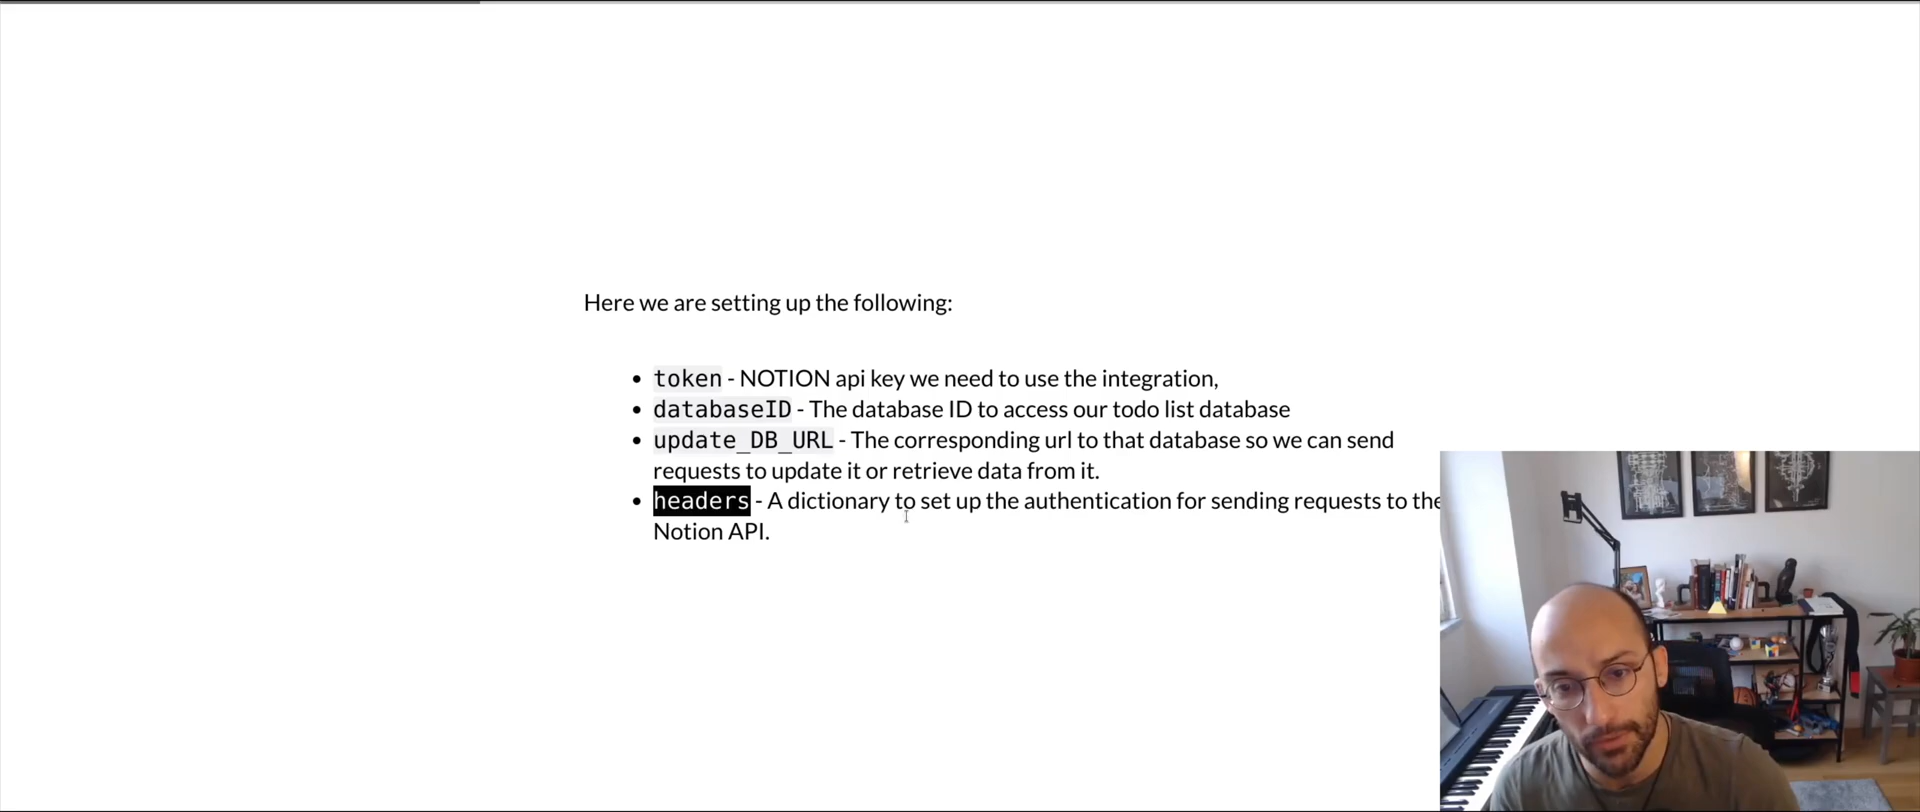 Here we are setting up the following:
token - NOTION api key we need to use the integration,
databaseID - The database ID to access our todo list database
update_DB_URL - The corresponding url to that database so we can send
requests to update it or retrieve data from it.
headers - A dictionary to set up the authentication for sending requests to the
Notion API.